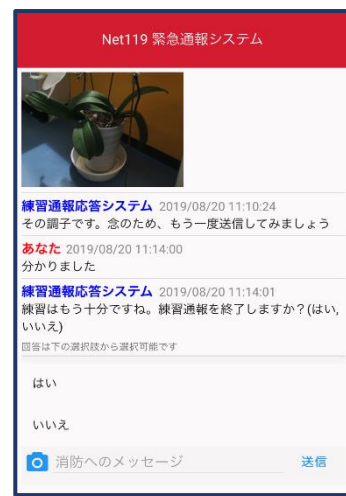 Net119 緊急通報システム
練習通報応答システム 2019/08/20 11:10:24
その調子です。念のため、もう一度送信してみましょう
あなた 2019/08/20 11:14:00
分かりました
練習通報応答システム 2019/08/20 11:14:01
練習はもう十分ですね。練習通報を終了しますか?(はい,
いいえ)
回答は下の選択肢から選択可能です
はい
いいえ
消防へのメッセージ 送信